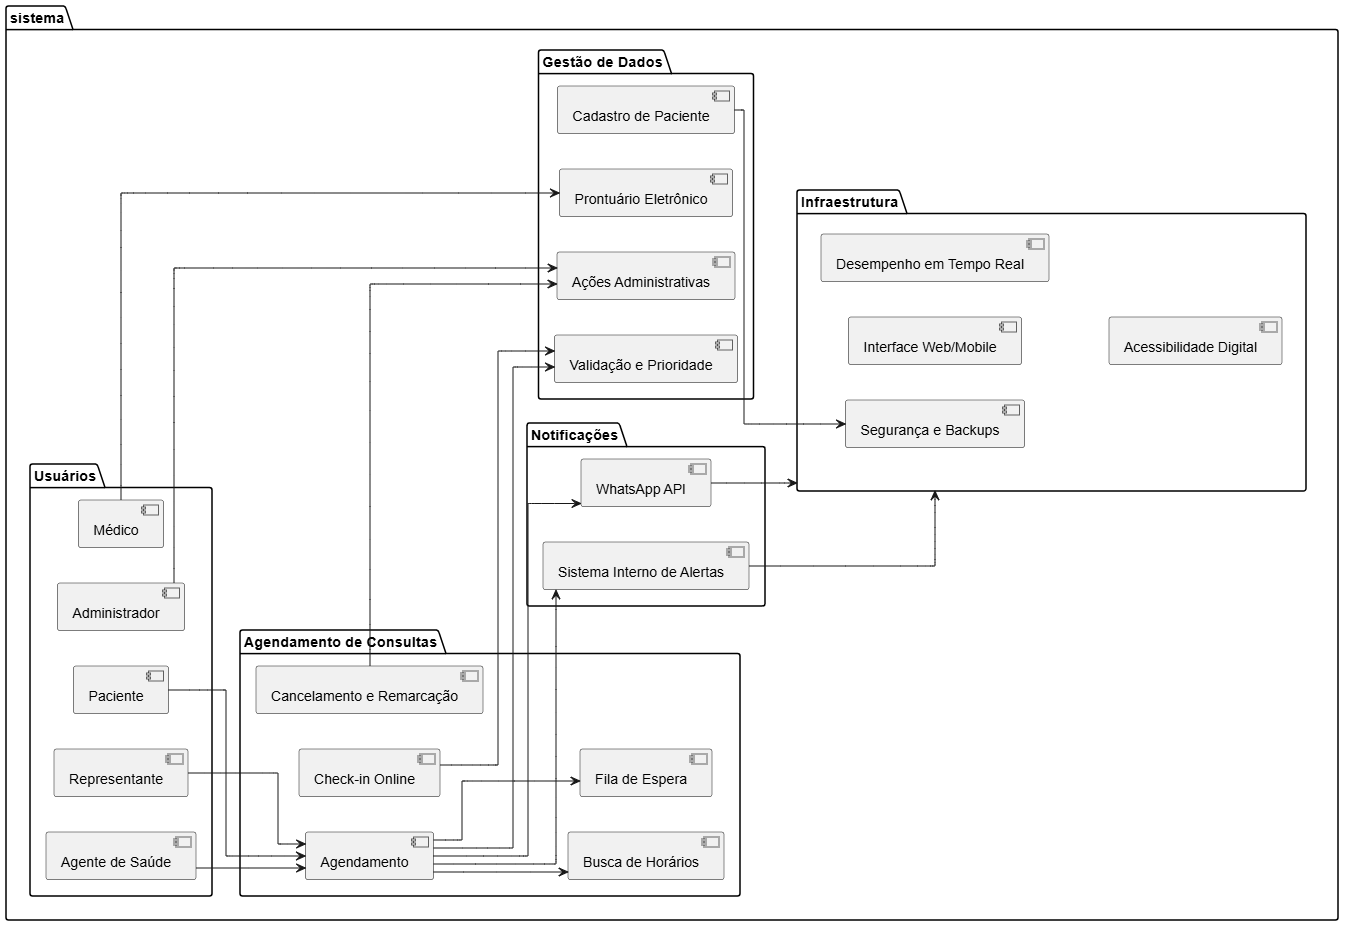 sistema
Gestão de Dados
Cadastro de Paciente
Prontuário Eletrônico
Ações Administrativas
Validação e Prioridade
Infraestrutura
Desempenho em Tempo Real
Interface Web/Mobile
Acessibilidade Digital
Segurança e Backups
Notificações
WhatsApp API
Sistema Interno de Alertas
Usuários
Médico
Administrador
Paciente
Representante
Agente de Saúde
Agendamento de Consultas
Cancelamento e Remarcação
Check-in Online
Fila de Espera
Agendamento
Busca de Horários